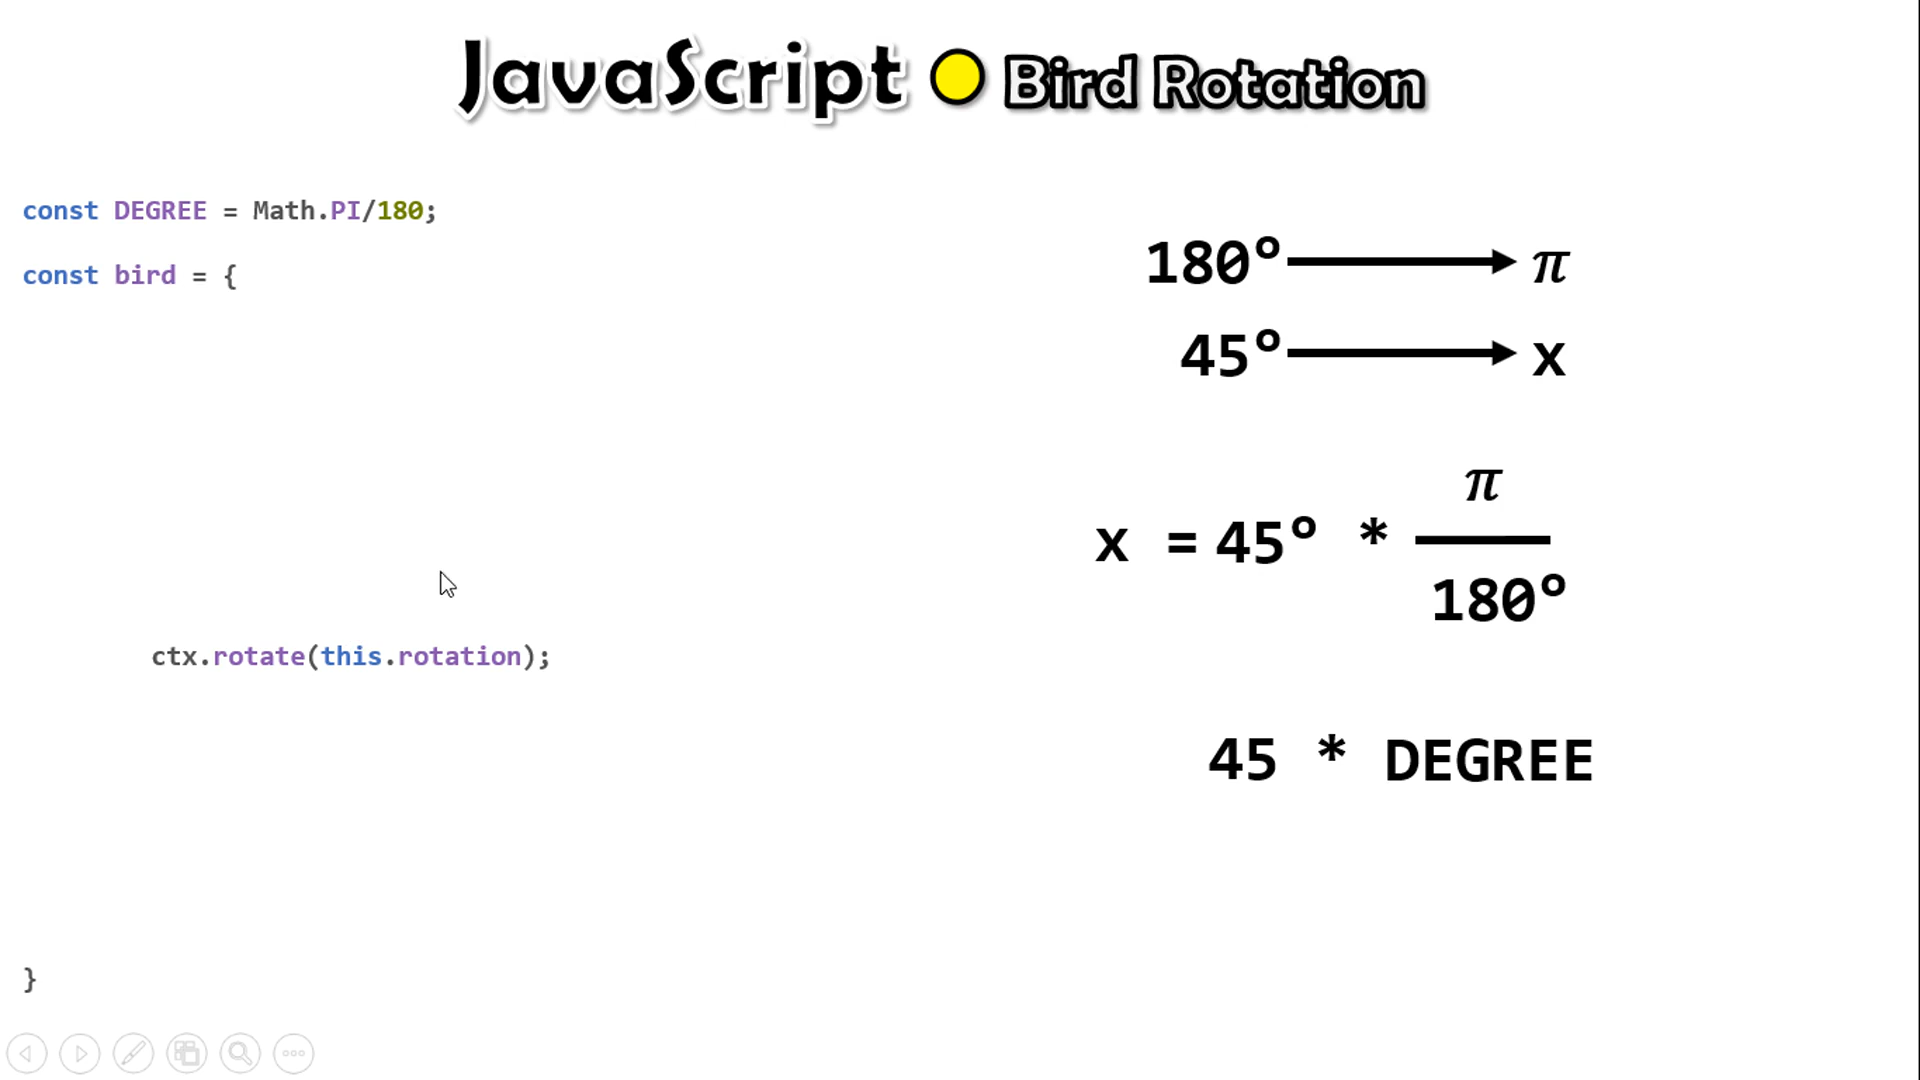 JavaScript Bird Rotation
const DEGREE = Math.PI/180;
const bird = {
ctx.rotate(this.rotation);
}
180° π
45° x
x = 45° * π
180°
45 * DEGREE